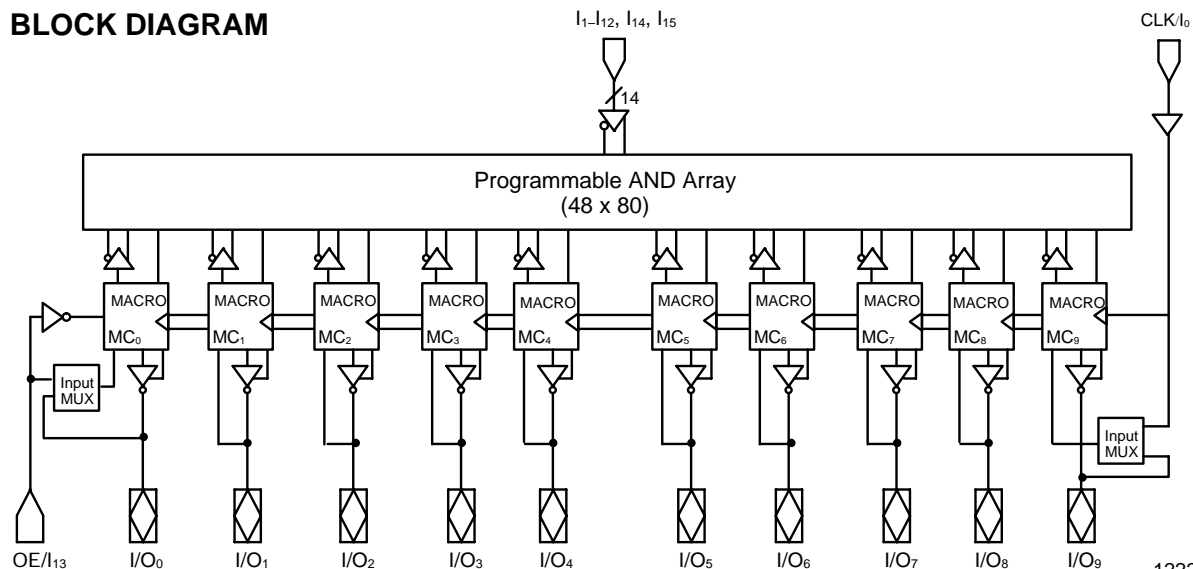 BLOCK DIAGRAM
I₁–I₁₂, I₁₄, I₁₅
CLK/I₀
14
Programmable AND Array
(48 x 80)
MACRO MACRO MACRO MACRO MACRO MACRO MACRO MACRO MACRO MACRO
MC₀ MC₁ MC₂ MC₃ MC₄ MC₅ MC₆ MC₇ MC₈ MC₉
Input
MUX
Input
MUX
OE/I₁₃ I/O₀ I/O₁ I/O₂ I/O₃ I/O₄ I/O₅ I/O₆ I/O₇ I/O₈ I/O₉